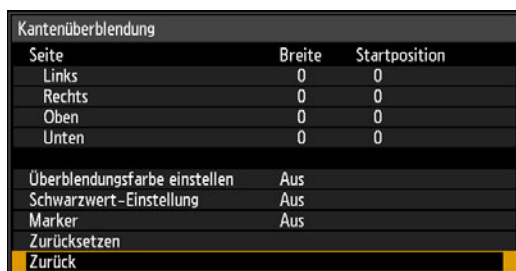 Kantenüberblendung
Seite Breite Startposition
Links 0 0
Rechts 0 0
Oben 0 0
Unten 0 0
Überblendungsfarbe einstellen Aus
Schwarzwert-Einstellung Aus
Marker Aus
Zurücksetzen
Zurück